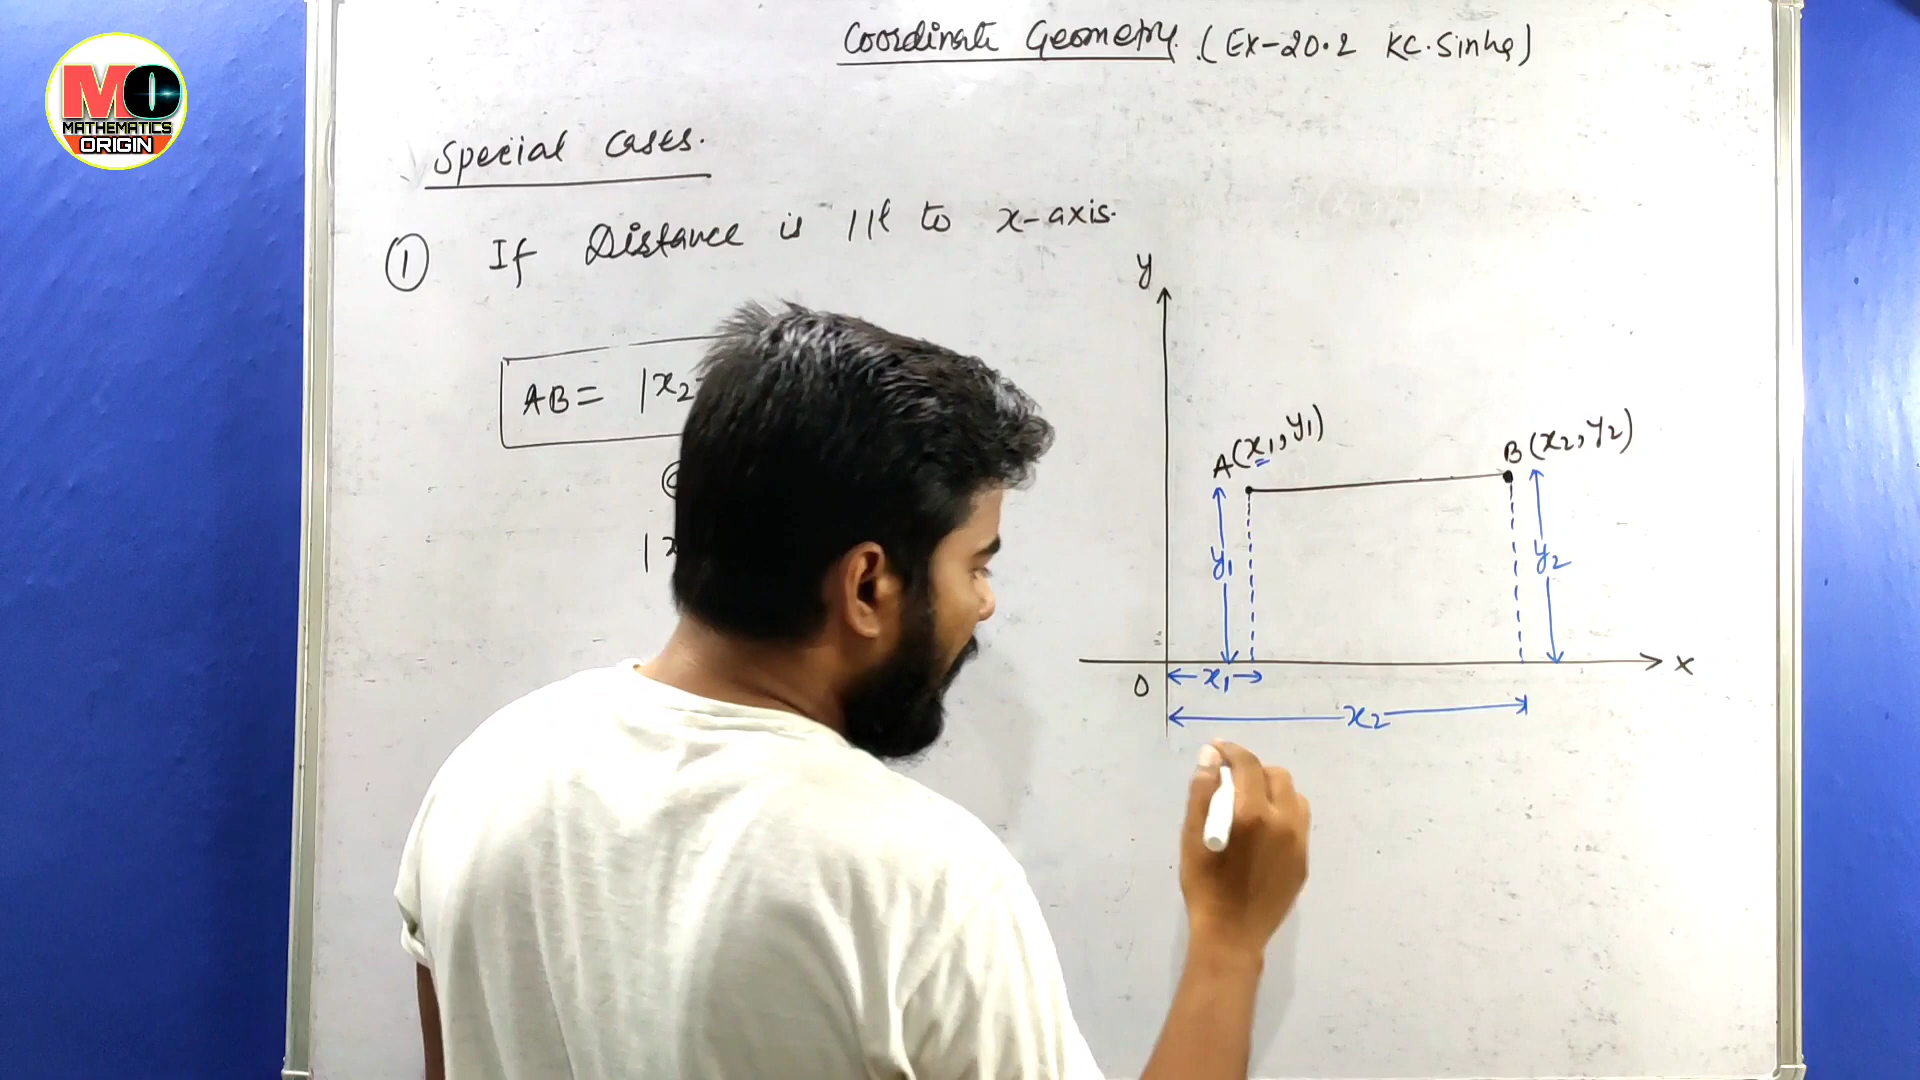 MO
MATHEMATICS
ORIGIN
Coordinate Geometry. (Ex-20.2 KC.Sinha)
Special Cases.
① If Distance is ||l to x-axis.
y
AB = |x₂
A(x₁, y₁)
B(x₂, y₂)
y₁
y₂
O
x₁
x
x₂